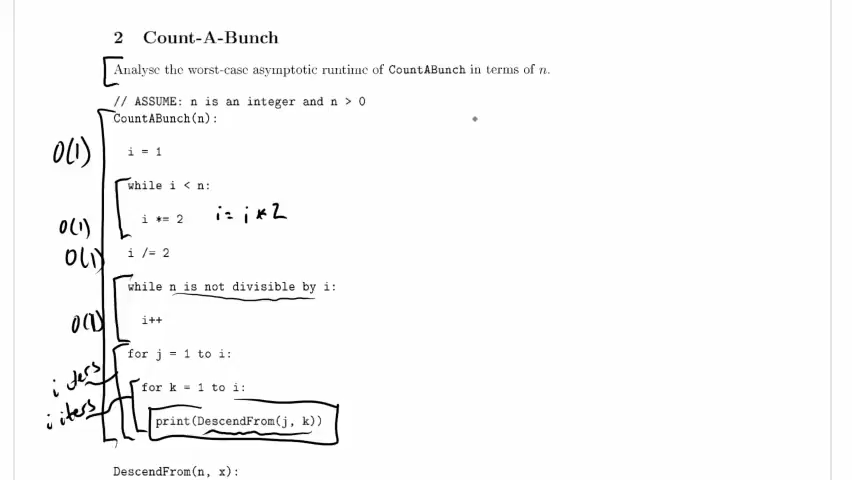 2 Count-A-Bunch
Analyse the worst-case asymptotic runtime of CountABunch in terms of n.
// ASSUME: n is an integer and n > 0
CountABunch(n):
O(1) i = 1
while i < n:
O(1) i *= 2 i = i * 2
O(1) i /= 2
while n is not divisible by i:
O(1) i++
for j = 1 to i:
i iters for k = 1 to i:
i iters print(DescendFrom(j, k))
DescendFrom(n, x):